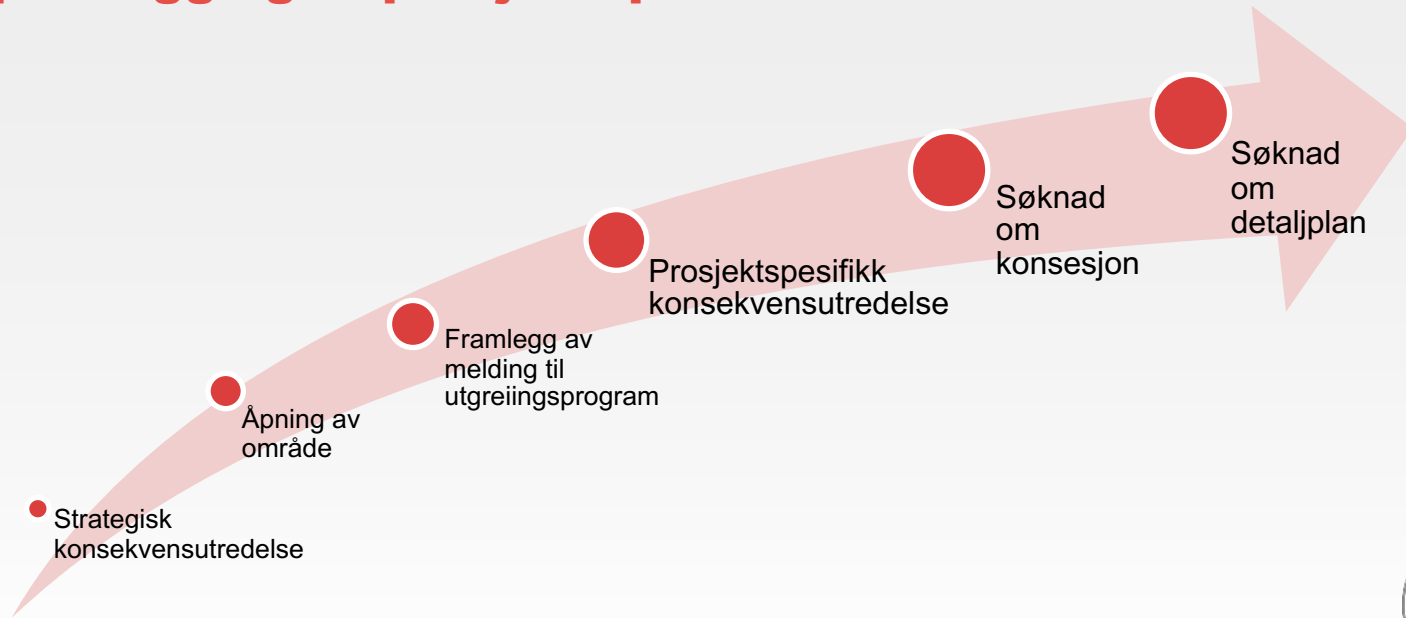 Strategisk
konsekvensutredelse
Åpning av
område
Framlegg av
melding til
utgreiingsprogram
Prosjektspesifikk
konsekvensutredelse
Søknad
om
konsesjon
Søknad
om
detaljplan